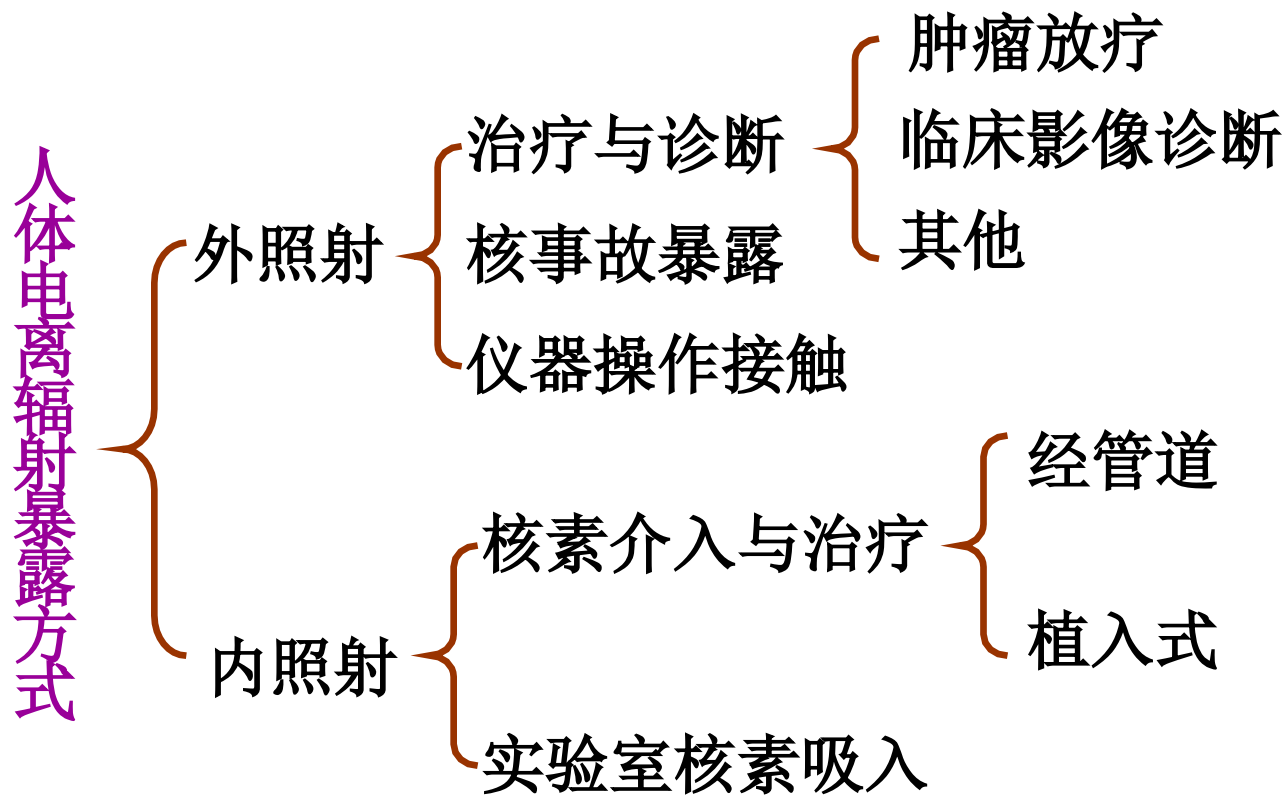 人体电离辐射暴露方式
外照射
治疗与诊断
肿瘤放疗
临床影像诊断
其他
核事故暴露
仪器操作接触
内照射
核素介入与治疗
经管道
植入式
实验室核素吸入